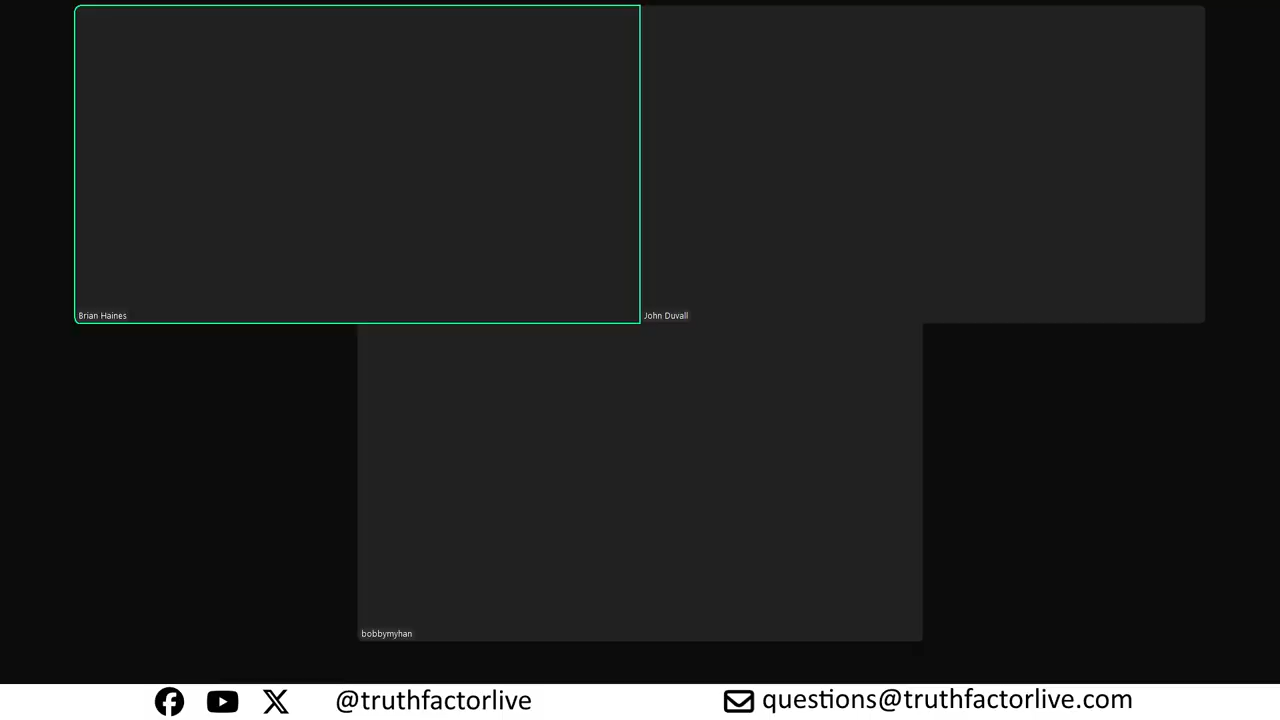 Brian Haines
John Duvall
bobbymyhan
@truthfactorlive
questions@truthfactorlive.com